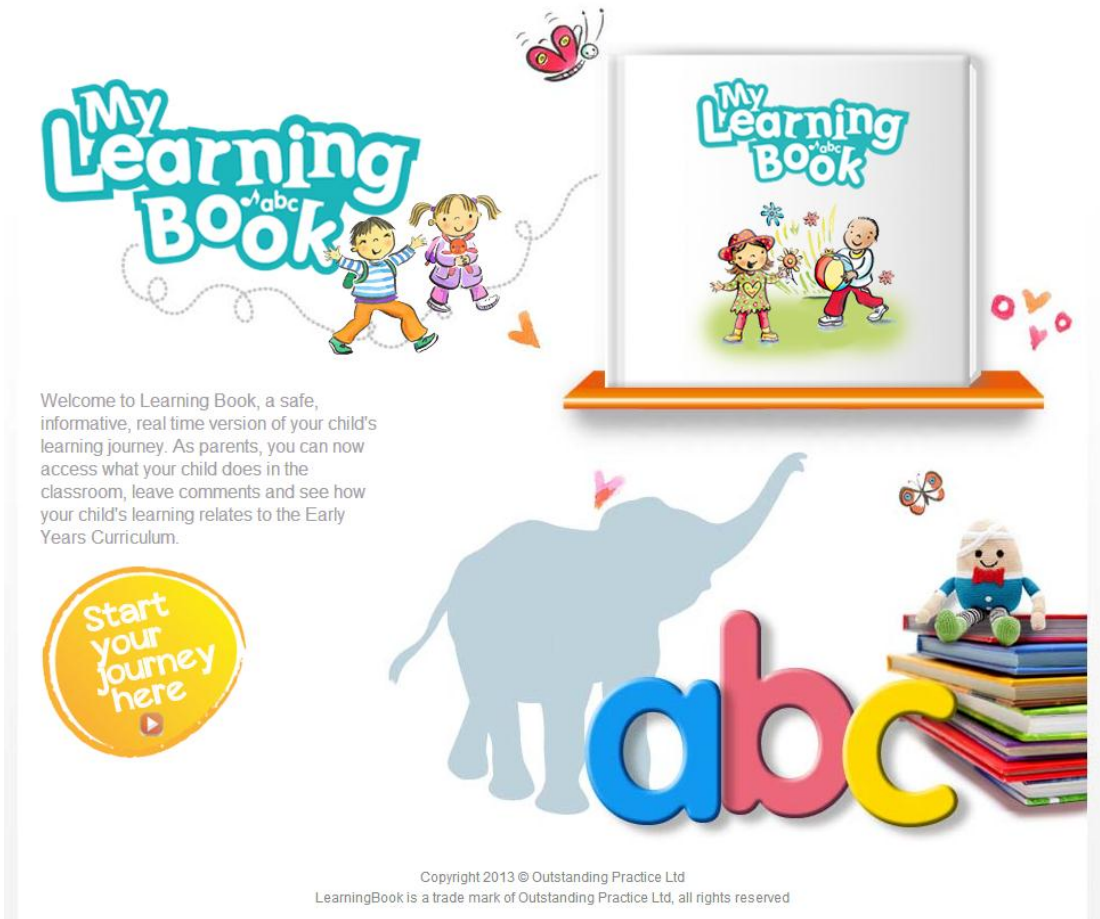 My
Learning
abc
Book
My
Learning
abc
Book
Welcome to Learning Book, a safe,
informative, real time version of your child's
learning journey. As parents, you can now
access what your child does in the
classroom, leave comments and see how
your child's learning relates to the Early
Years Curriculum.
Start
your
journey
here
abc
Copyright 2013 © Outstanding Practice Ltd
LearningBook is a trade mark of Outstanding Practice Ltd, all rights reserved